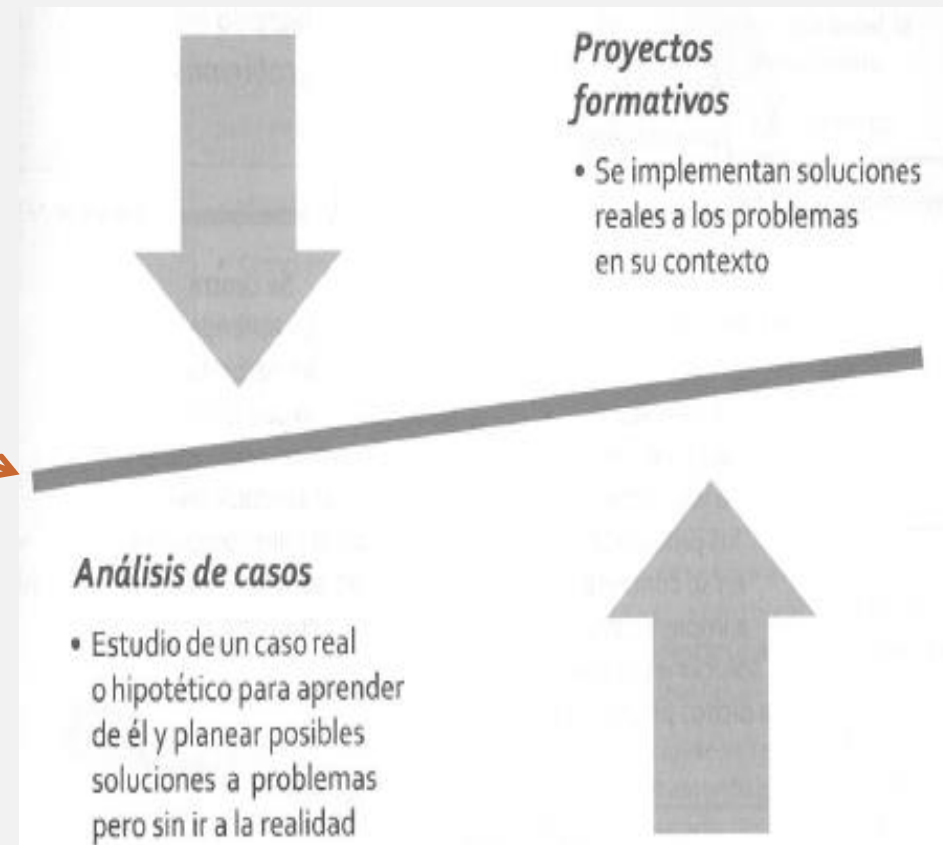 Proyectos
formativos
• Se implementan soluciones
reales a los problemas
en su contexto
Análisis de casos
• Estudio de un caso real
o hipotético para aprender
de él y planear posibles
soluciones a problemas
pero sin ir a la realidad